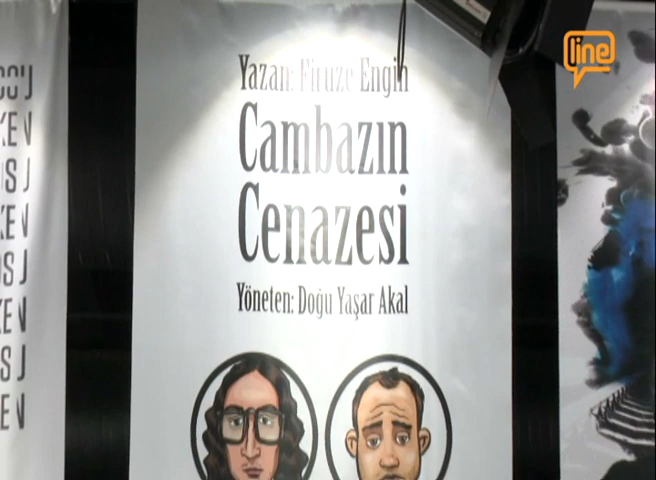 line
Yazan: Firuze Engin
Cambazın
Cenazesi
Yöneten: Doğu Yaşar Akal